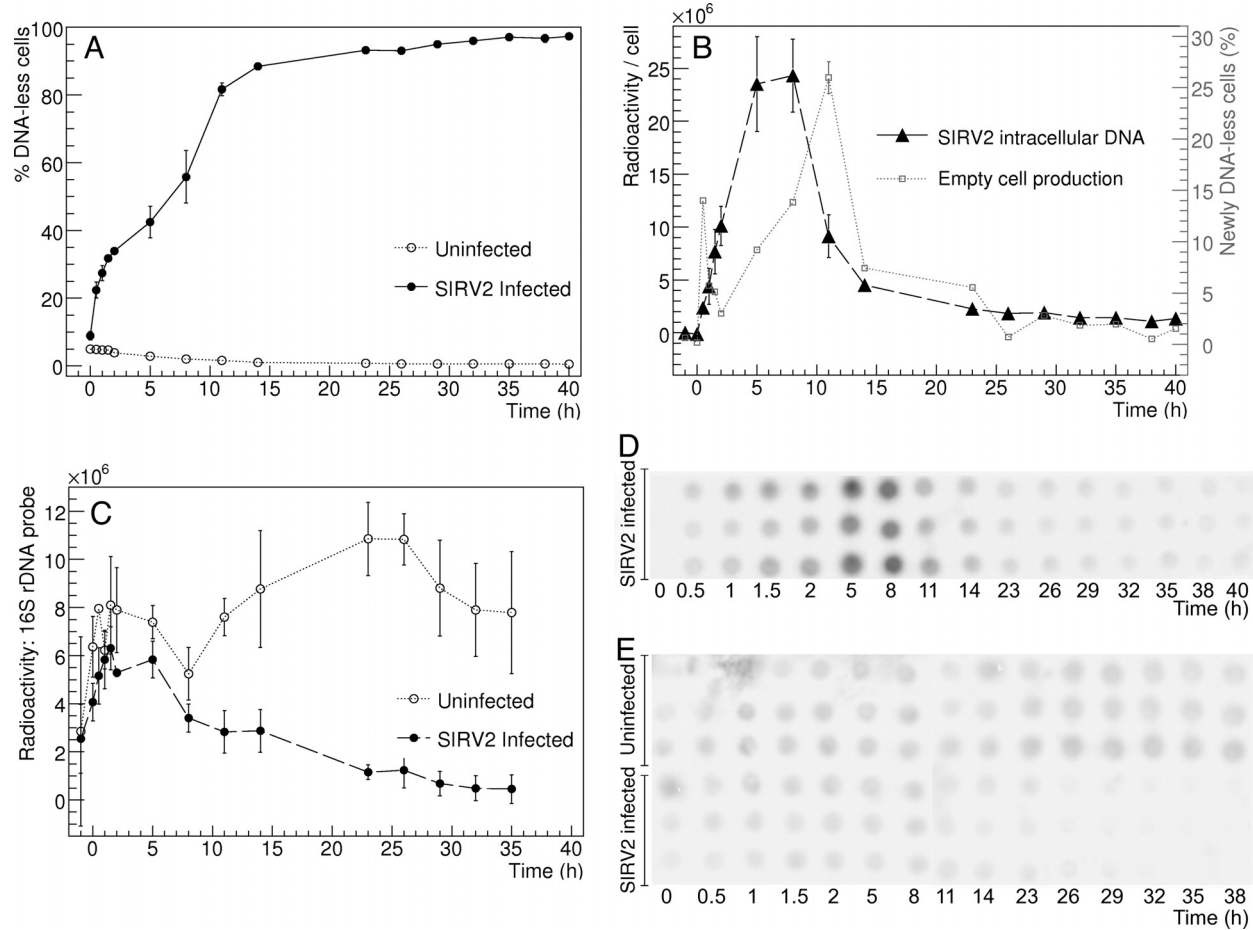 A
% DNA-less cells
100
80
60
40
20
0
Uninfected
SIRV2 Infected
0 5 10 15 20 25 30 35 40
Time (h)
B
×10⁶
Radioactivity / cell
25
20
15
10
5
0
SIRV2 intracellular DNA
Empty cell production
30
25
20
15
10
5
0
Newly DNA-less cells (%)
0 5 10 15 20 25 30 35 40
Time (h)
C
×10⁶
Radioactivity: 16S rDNA probe
12
10
8
6
4
2
0
Uninfected
SIRV2 Infected
0 5 10 15 20 25 30 35 40
Time (h)
D
SIRV2 infected
0 0.5 1 1.5 2 5 8 11 14 23 26 29 32 35 38 40
Time (h)
E
Uninfected
SIRV2 infected
0 0.5 1 1.5 2 5 8 11 14 23 26 29 32 35 38
Time (h)